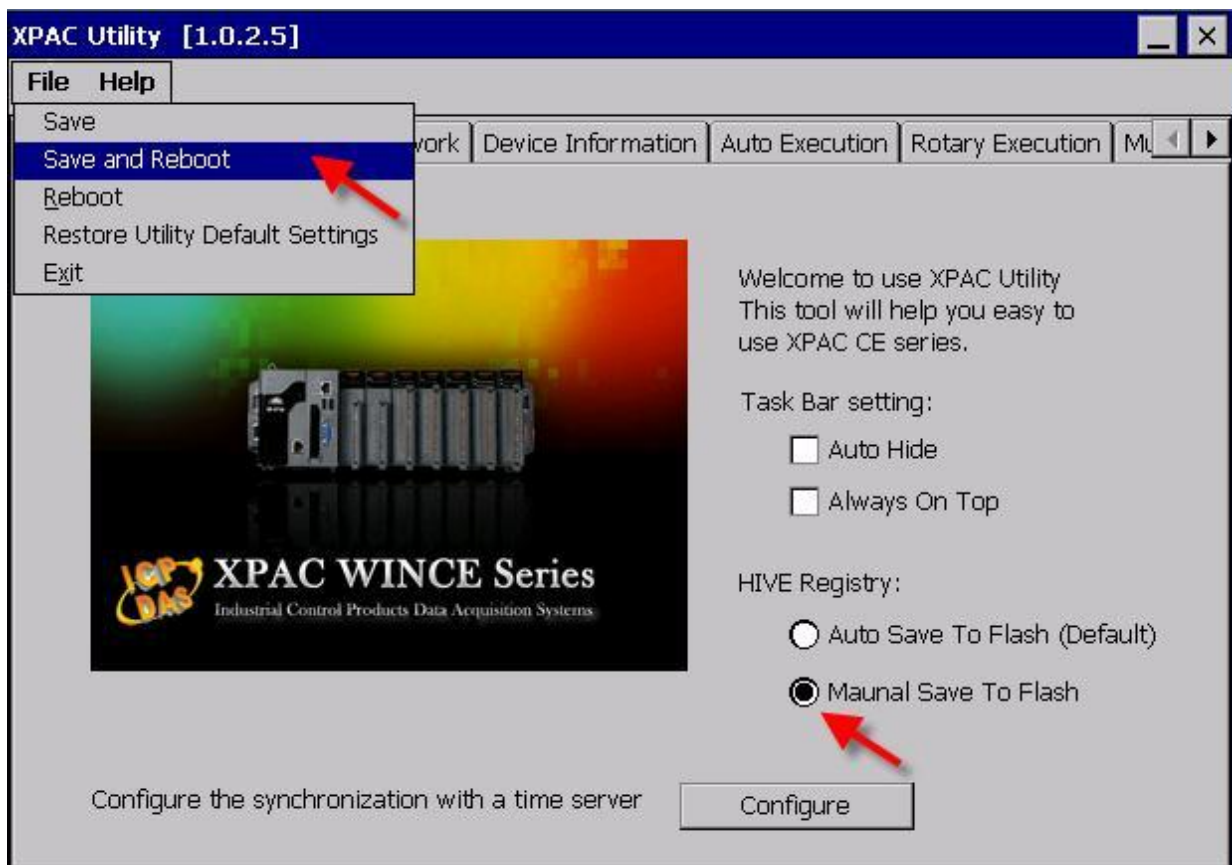 XPAC Utility [1.0.2.5]
File Help
Save
Save and Reboot
Reboot
Restore Utility Default Settings
Exit
Device Information
Auto Execution
Rotary Execution
Welcome to use XPAC Utility
This tool will help you easy to
use XPAC CE series.
Task Bar setting:
Auto Hide
Always On Top
ICP
DAS
XPAC WINCE Series
Industrial Control Products Data Acquisition Systems
HIVE Registry:
Auto Save To Flash (Default)
Maunal Save To Flash
Configure the synchronization with a time server
Configure